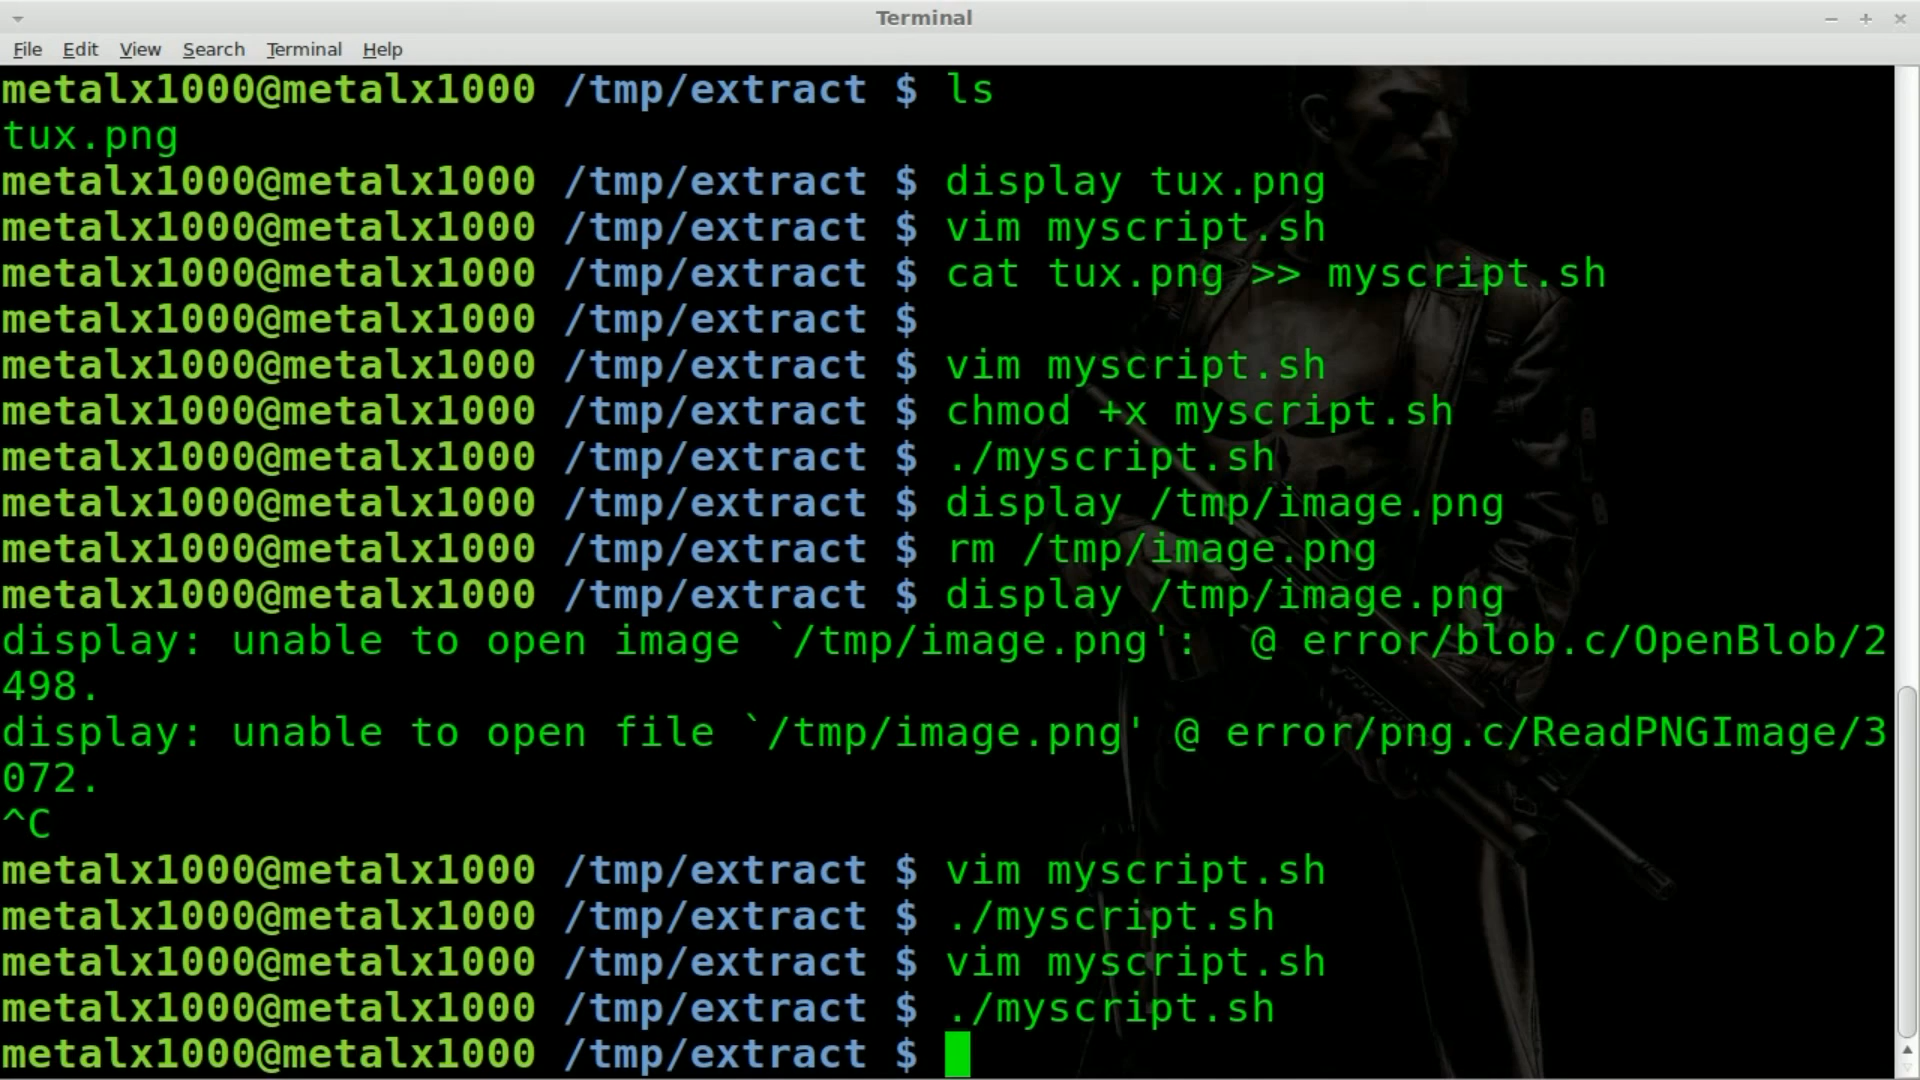 Terminal
File Edit View Search Terminal Help
metalx1000@metalx1000 /tmp/extract $ ls
tux.png
metalx1000@metalx1000 /tmp/extract $ display tux.png
metalx1000@metalx1000 /tmp/extract $ vim myscript.sh
metalx1000@metalx1000 /tmp/extract $ cat tux.png >> myscript.sh
metalx1000@metalx1000 /tmp/extract $
metalx1000@metalx1000 /tmp/extract $ vim myscript.sh
metalx1000@metalx1000 /tmp/extract $ chmod +x myscript.sh
metalx1000@metalx1000 /tmp/extract $ ./myscript.sh
metalx1000@metalx1000 /tmp/extract $ display /tmp/image.png
metalx1000@metalx1000 /tmp/extract $ rm /tmp/image.png
metalx1000@metalx1000 /tmp/extract $ display /tmp/image.png
display: unable to open image `/tmp/image.png':  @ error/blob.c/OpenBlob/2
498.
display: unable to open file `/tmp/image.png' @ error/png.c/ReadPNGImage/3
072.
^C
metalx1000@metalx1000 /tmp/extract $ vim myscript.sh
metalx1000@metalx1000 /tmp/extract $ ./myscript.sh
metalx1000@metalx1000 /tmp/extract $ vim myscript.sh
metalx1000@metalx1000 /tmp/extract $ ./myscript.sh
metalx1000@metalx1000 /tmp/extract $